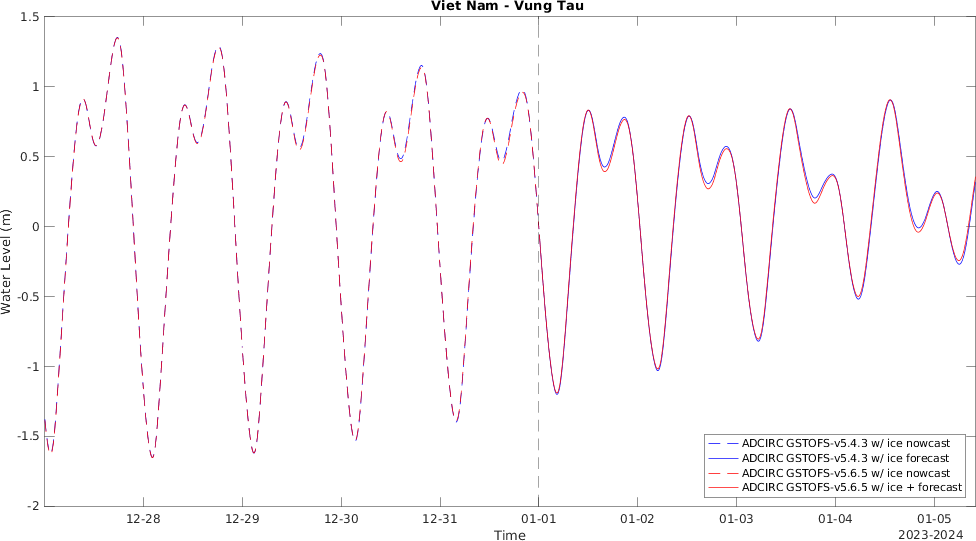 Viet Nam - Vung Tau
1.5
1
0.5
0
-0.5
-1
-1.5
-2
Water Level (m)
12-28
12-29
12-30
12-31
01-01
01-02
01-03
01-04
01-05
Time
2023-2024
ADCIRC GSTOFS-v5.4.3 w/ ice nowcast
ADCIRC GSTOFS-v5.4.3 w/ ice forecast
ADCIRC GSTOFS-v5.6.5 w/ ice nowcast
ADCIRC GSTOFS-v5.6.5 w/ ice + forecast